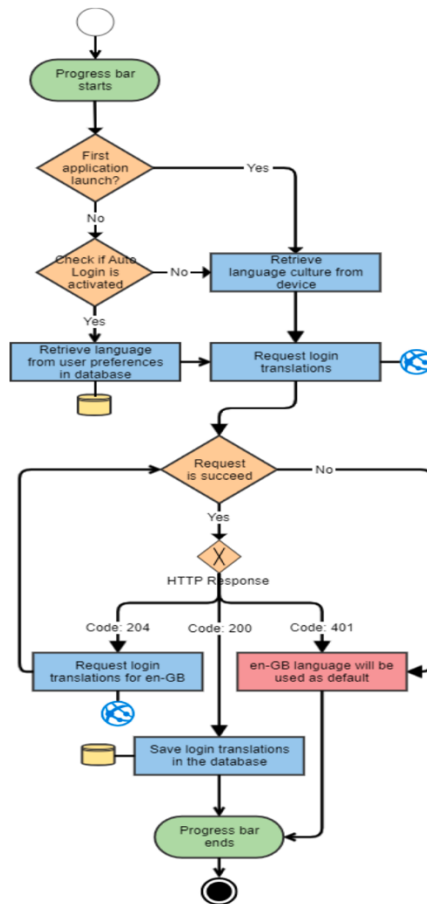 Progress bar
starts
First
application
launch?
Yes
No
Check if Auto
Login is
activated
No
Retrieve
language culture from
device
Yes
Retrieve language
from user preferences
in database
Request login
translations
Request
is succeed
No
Yes
X
HTTP Response
Code: 204
Code: 200
Code: 401
Request login
translations for en-GB
en-GB language will be
used as default
Save login translations
in the database
Progress bar
ends